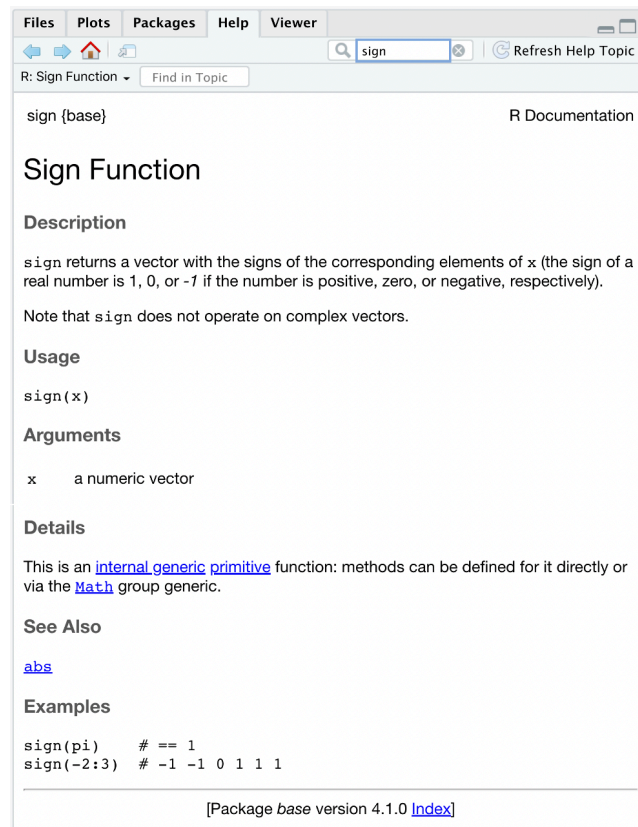 Files Plots Packages Help Viewer
sign Refresh Help Topic
R: Sign Function Find in Topic
sign {base} R Documentation
Sign Function
Description
sign returns a vector with the signs of the corresponding elements of x (the sign of a
real number is 1, 0, or -1 if the number is positive, zero, or negative, respectively).
Note that sign does not operate on complex vectors.
Usage
sign(x)
Arguments
x a numeric vector
Details
This is an internal generic primitive function: methods can be defined for it directly or
via the Math group generic.
See Also
abs
Examples
sign(pi) # == 1
sign(-2:3) # -1 -1 0 1 1 1
[Package base version 4.1.0 Index]